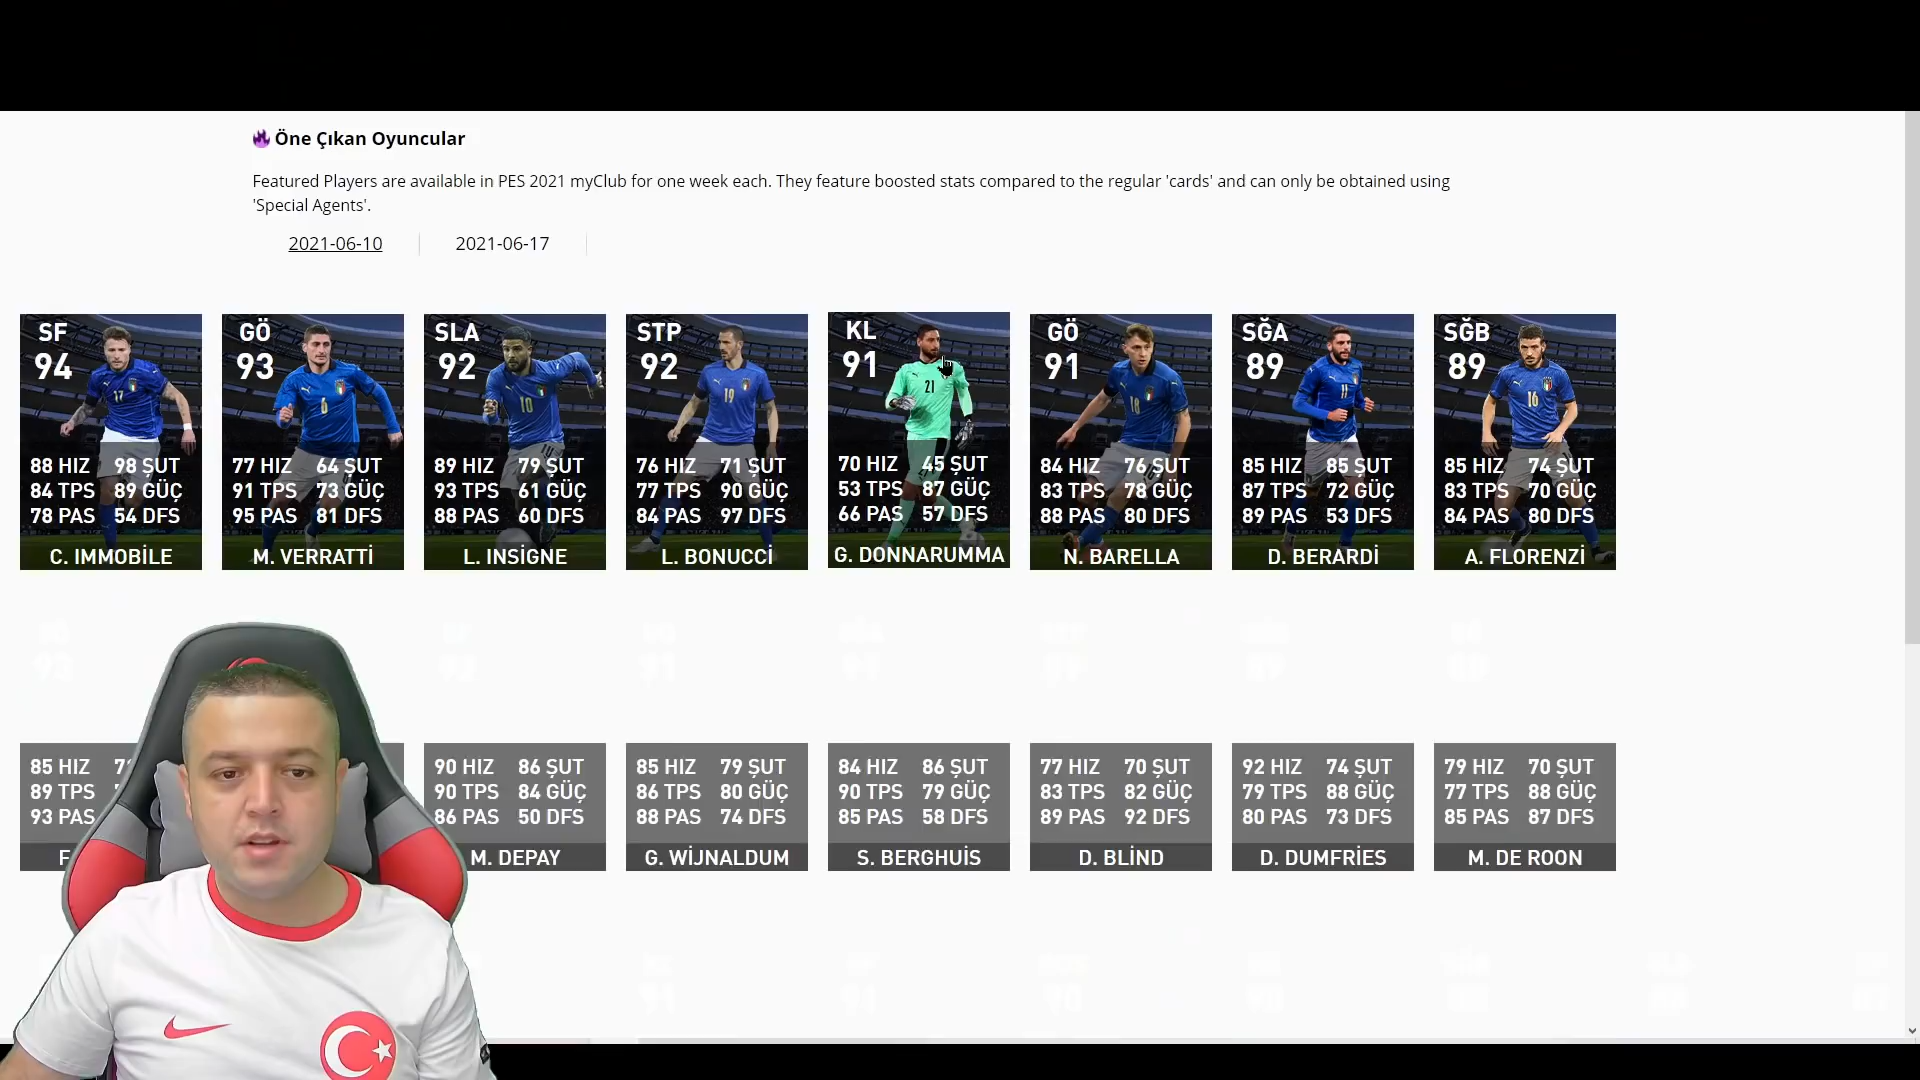 Öne Çıkan Oyuncular
Featured Players are available in PES 2021 myClub for one week each. They feature boosted stats compared to the regular 'cards' and can only be obtained using
'Special Agents'.
2021-06-10
2021-06-17
SF
94
88 HIZ 98 ŞUT
84 TPS 89 GÜÇ
78 PAS 54 DFS
C. IMMOBİLE
GÖ
93
77 HIZ 64 ŞUT
91 TPS 73 GÜÇ
95 PAS 81 DFS
M. VERRATTİ
SLA
92
89 HIZ 79 ŞUT
93 TPS 61 GÜÇ
88 PAS 60 DFS
L. INSİGNE
STP
92
76 HIZ 71 ŞUT
77 TPS 90 GÜÇ
84 PAS 97 DFS
L. BONUCCİ
KL
91
70 HIZ 45 ŞUT
53 TPS 87 GÜÇ
66 PAS 57 DFS
G. DONNARUMMA
GÖ
91
84 HIZ 76 ŞUT
83 TPS 78 GÜÇ
88 PAS 80 DFS
N. BARELLA
SĞA
89
85 HIZ 85 ŞUT
87 TPS 72 GÜÇ
89 PAS 53 DFS
D. BERARDİ
SĞB
89
85 HIZ 74 ŞUT
83 TPS 70 GÜÇ
84 PAS 80 DFS
A. FLORENZİ
85 HIZ
89 TPS
93 PAS
F
90 HIZ 86 ŞUT
90 TPS 84 GÜÇ
86 PAS 50 DFS
M. DEPAY
85 HIZ 79 ŞUT
86 TPS 80 GÜÇ
88 PAS 74 DFS
G. WİJNALDUM
84 HIZ 86 ŞUT
90 TPS 79 GÜÇ
85 PAS 58 DFS
S. BERGHUİS
77 HIZ 70 ŞUT
83 TPS 82 GÜÇ
89 PAS 92 DFS
D. BLİND
92 HIZ 74 ŞUT
79 TPS 88 GÜÇ
80 PAS 73 DFS
D. DUMFRİES
79 HIZ 70 ŞUT
77 TPS 88 GÜÇ
85 PAS 87 DFS
M. DE ROON